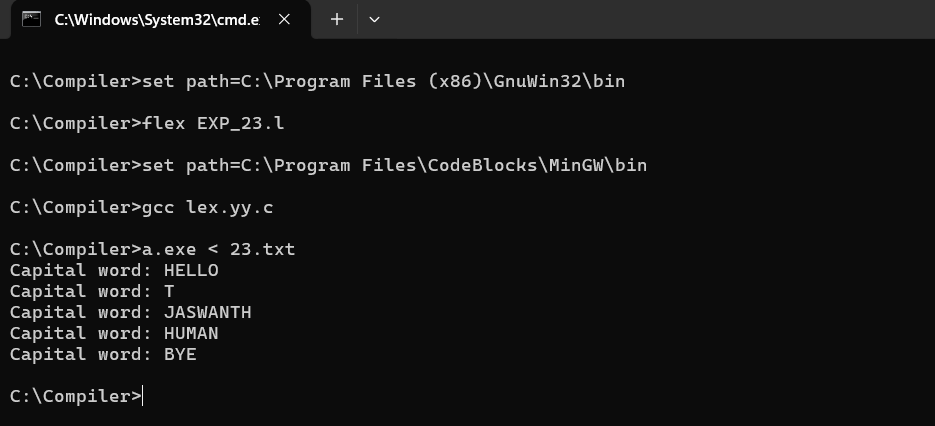 C:\Windows\System32\cmd.e
C:\Compiler>set path=C:\Program Files (x86)\GnuWin32\bin
C:\Compiler>flex EXP_23.l
C:\Compiler>set path=C:\Program Files\CodeBlocks\MinGW\bin
C:\Compiler>gcc lex.yy.c
C:\Compiler>a.exe < 23.txt
Capital word: HELLO
Capital word: T
Capital word: JASWANTH
Capital word: HUMAN
Capital word: BYE
C:\Compiler>